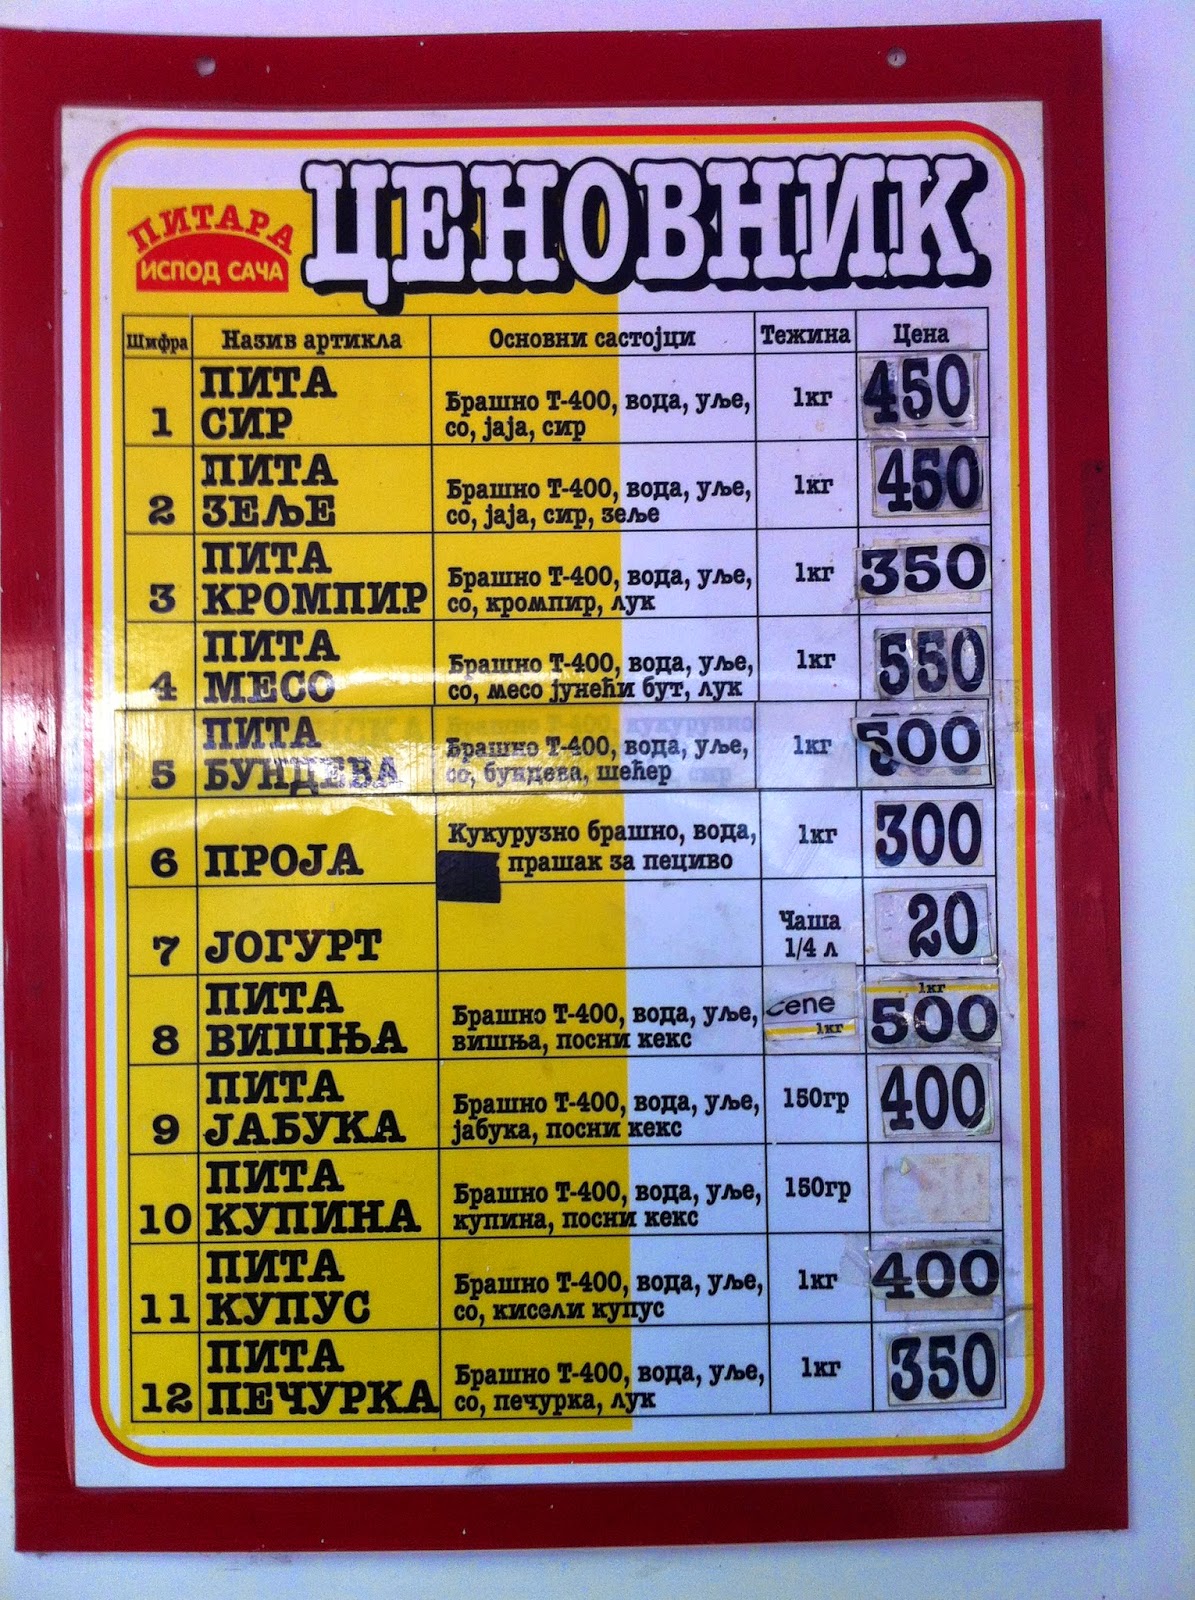 ПИТАРА
ИСПОД САЧА
ЦЕНОВНИК
Шифра Назив артикла Основни састојци Тежина Цена
1 ПИТА СИР Брашно Т-400, вода, уље, 1кг 450
со, јаја, сир
2 ПИТА ЗЕЉЕ Брашно Т-400, вода, уље, 1кг 450
со, јаја, сир, зеље
3 ПИТА КРОМПИР Брашно Т-400, вода, уље, 1кг 350
со, кромпир, лук
4 ПИТА МЕСО Брашно Т-400, вода, уље, 1кг 550
со, месо јунећи бут, лук
5 ПИТА БУНДЕВА Брашно Т-400, вода, уље, 1кг 500
со, бундева, шећер
6 ПРОЈА Кукурузно брашно, вода, 1кг 300
прашак за пециво
7 ЈОГУРТ Чаша 20
1/4 л
8 ПИТА ВИШЊА Брашно Т-400, вода, уље, cene 1кг 1кг 500
вишња, посни кекс
9 ПИТА ЈАБУКА Брашно Т-400, вода, уље, 150гр 400
јабука, посни кекс
10 ПИТА КУПИНА Брашно Т-400, вода, уље, 150гр
купина, посни кекс
11 ПИТА КУПУС Брашно Т-400, вода, уље, 1кг 400
со, кисели купус
12 ПИТА ПЕЧУРКА Брашно Т-400, вода, уље, 1кг 350
со, печурка, лук